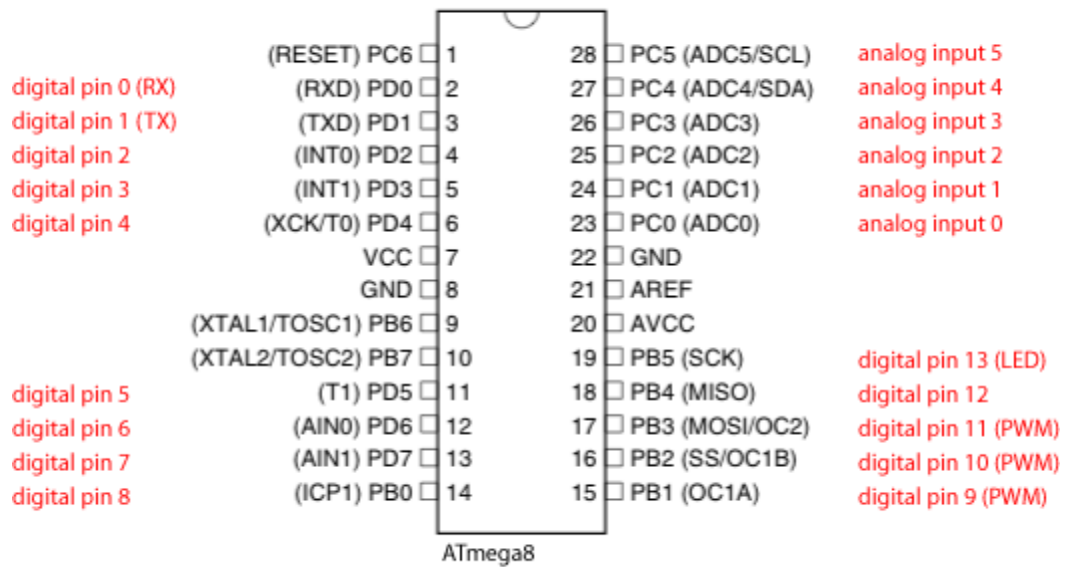 (RESET) PC6 1 28 PC5 (ADC5/SCL) analog input 5
digital pin 0 (RX) (RXD) PD0 2 27 PC4 (ADC4/SDA) analog input 4
digital pin 1 (TX) (TXD) PD1 3 26 PC3 (ADC3) analog input 3
digital pin 2 (INT0) PD2 4 25 PC2 (ADC2) analog input 2
digital pin 3 (INT1) PD3 5 24 PC1 (ADC1) analog input 1
digital pin 4 (XCK/T0) PD4 6 23 PC0 (ADC0) analog input 0
VCC 7 22 GND
GND 8 21 AREF
(XTAL1/TOSC1) PB6 9 20 AVCC
(XTAL2/TOSC2) PB7 10 19 PB5 (SCK) digital pin 13 (LED)
digital pin 5 (T1) PD5 11 18 PB4 (MISO) digital pin 12
digital pin 6 (AIN0) PD6 12 17 PB3 (MOSI/OC2) digital pin 11 (PWM)
digital pin 7 (AIN1) PD7 13 16 PB2 (SS/OC1B) digital pin 10 (PWM)
digital pin 8 (ICP1) PB0 14 15 PB1 (OC1A) digital pin 9 (PWM)
ATmega8